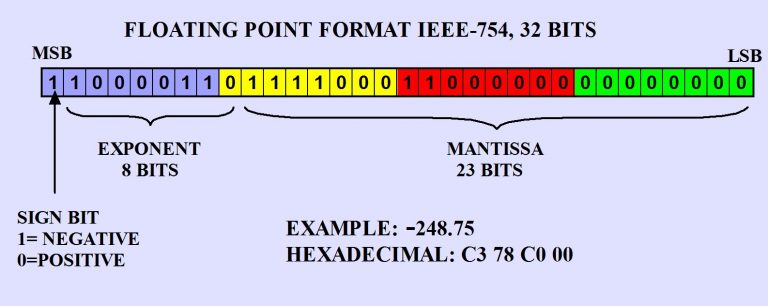 FLOATING POINT FORMAT IEEE-754, 32 BITS
MSB LSB
1 1 0 0 0 0 1 1 0 1 1 1 1 0 0 0 1 1 0 0 0 0 0 0 0 0 0 0 0 0 0 0
EXPONENT MANTISSA
8 BITS 23 BITS
SIGN BIT
1= NEGATIVE
0=POSITIVE
EXAMPLE: -248.75
HEXADECIMAL: C3 78 C0 00